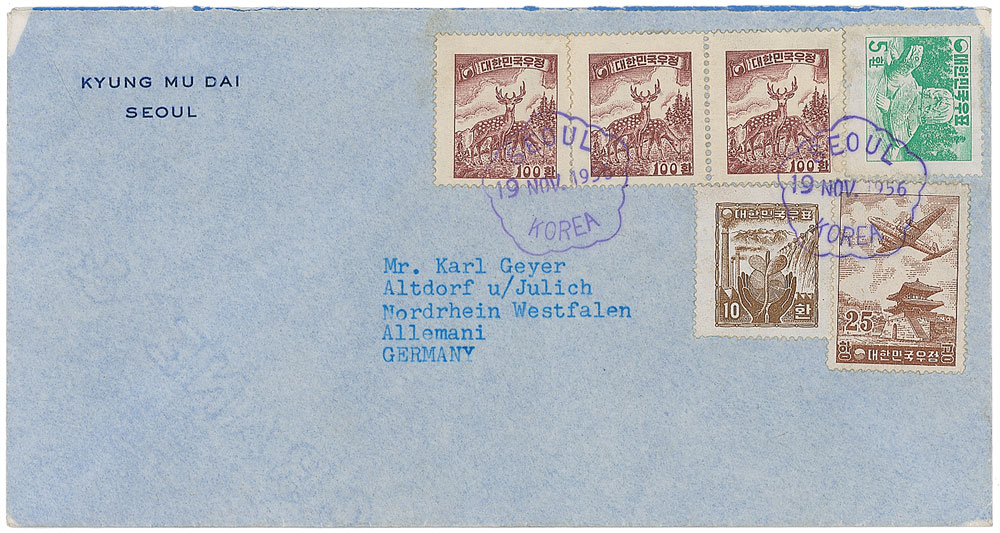 KYUNG MU DAI
SEOUL
대한민국우정
100환
대한민국우정
100환
대한민국우정
100환
5환
대한민국우표
SEOUL
19 NOV. 1956
KOREA
SEOUL
19 NOV. 1956
KOREA
대한민국우표
10 환
25
항 대한민국우정 공
Mr. Karl Geyer
Altdorf u/Julich
Nordrhein Westfalen
Allemani
GERMANY